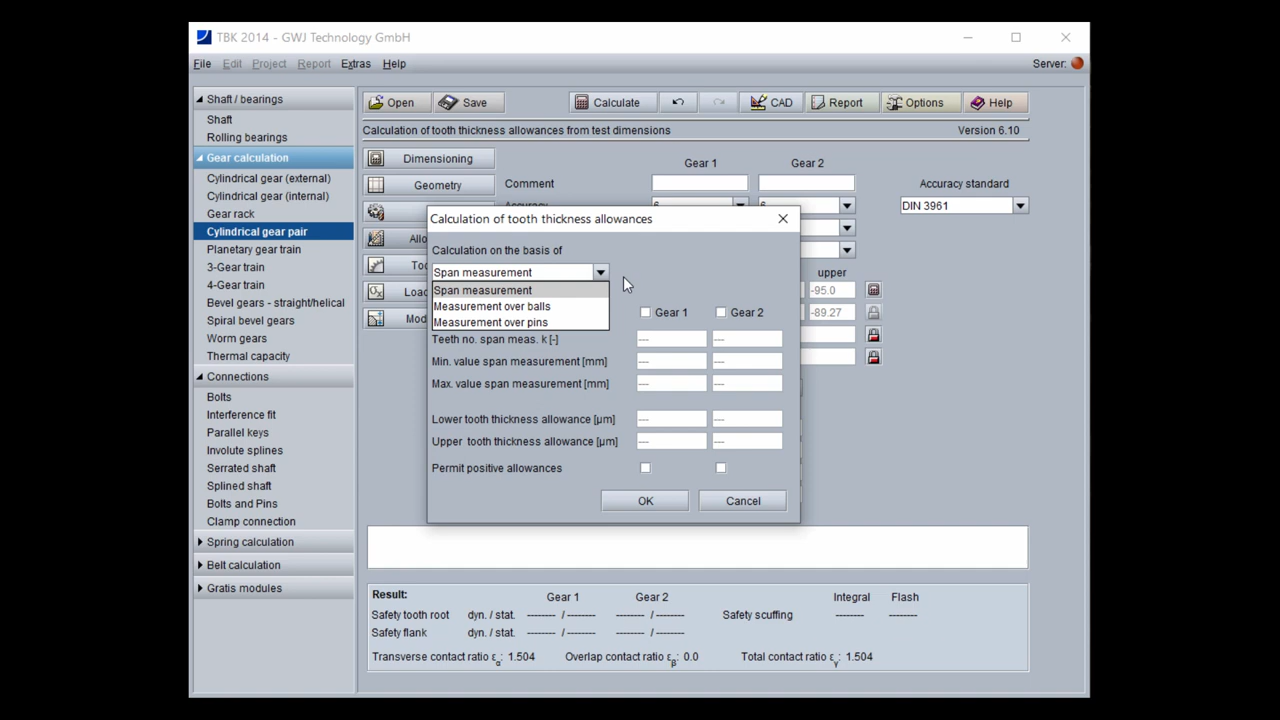 TBK 2014 - GWJ Technology GmbH
File Edit Project Report Extras Help Server:
Shaft / bearings
Shaft
Rolling bearings
Gear calculation
Cylindrical gear (external)
Cylindrical gear (internal)
Gear rack
Cylindrical gear pair
Planetary gear train
3-Gear train
4-Gear train
Bevel gears - straight/helical
Spiral bevel gears
Worm gears
Thermal capacity
Connections
Bolts
Interference fit
Parallel keys
Involute splines
Serrated shaft
Splined shaft
Bolts and Pins
Clamp connection
Spring calculation
Belt calculation
Gratis modules
Open Save Calculate CAD Report Options Help
Calculation of tooth thickness allowances from test dimensions Version 6.10
Dimensioning
Geometry
Allo
Too
Load
Mod
Gear 1 Gear 2
Comment Accuracy standard
Accuracy 6 6 DIN 3961
upper
-95.0
-89.27
Calculation of tooth thickness allowances
Calculation on the basis of
Span measurement
Span measurement
Measurement over balls
Measurement over pins
Gear 1 Gear 2
Teeth no. span meas. k [-] --- ---
Min. value span measurement [mm] --- ---
Max. value span measurement [mm] --- ---
Lower tooth thickness allowance [µm] --- ---
Upper tooth thickness allowance [µm] --- ---
Permit positive allowances
OK Cancel
Result:
Gear 1 Gear 2 Integral Flash
Safety tooth root dyn. / stat. -------- / -------- -------- / -------- Safety scuffing -------- --------
Safety flank dyn. / stat. -------- / -------- -------- / --------
Transverse contact ratio εα: 1.504 Overlap contact ratio εβ: 0.0 Total contact ratio εγ: 1.504